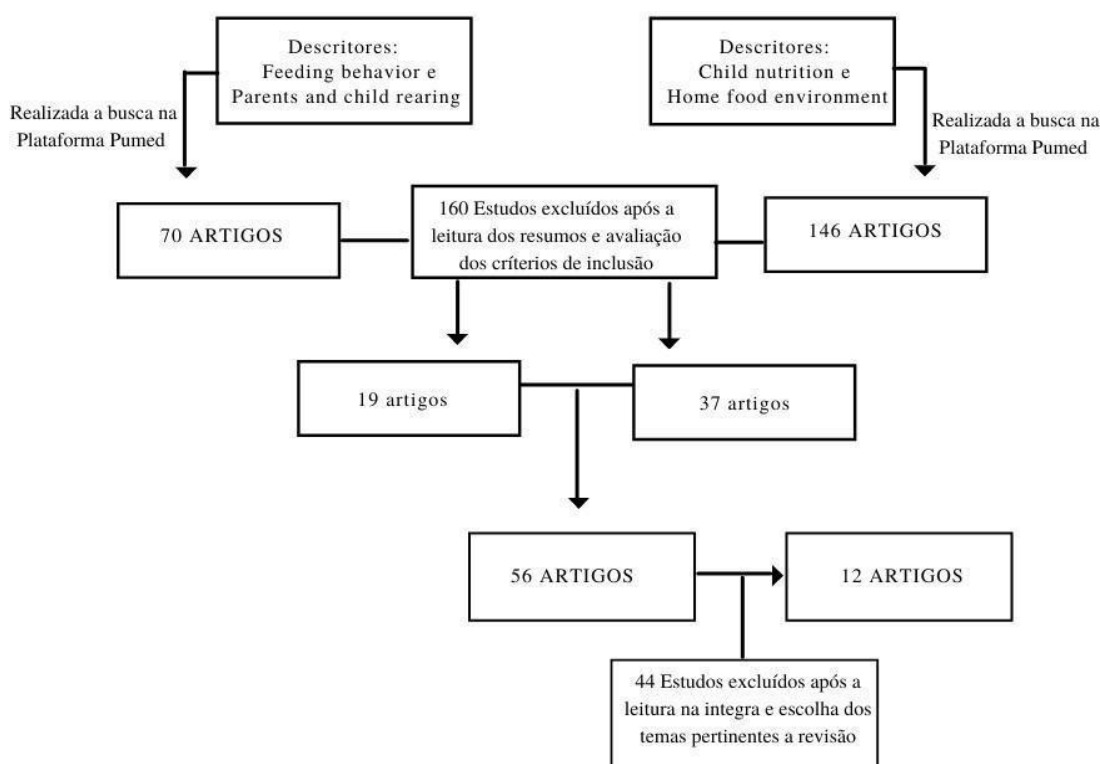 Descritores:
Feeding behavior e
Parents and child rearing
Descritores:
Child nutrition e
Home food environment
Realizada a busca na
Plataforma Pumed
Realizada a busca na
Plataforma Pumed
70 ARTIGOS
160 Estudos excluídos após a
leitura dos resumos e avaliação
dos críterios de inclusão
146 ARTIGOS
19 artigos
37 artigos
56 ARTIGOS
12 ARTIGOS
44 Estudos excluídos após a
leitura na integra e escolha dos
temas pertinentes a revisão